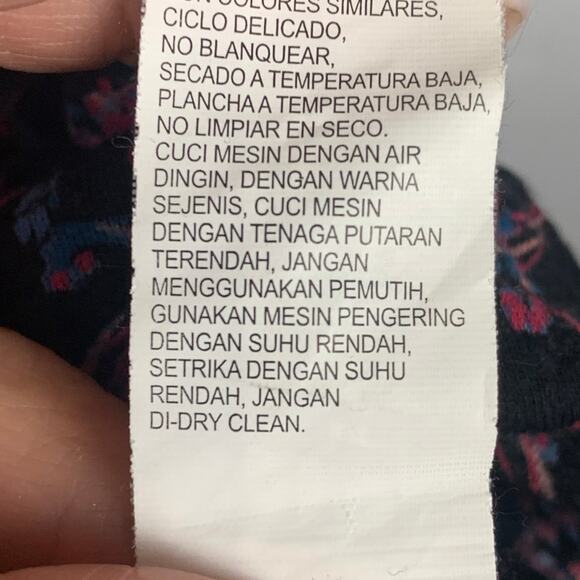 COLORES SIMILARES,
CICLO DELICADO,
NO BLANQUEAR,
SECADO A TEMPERATURA BAJA,
PLANCHA A TEMPERATURA BAJA,
NO LIMPIAR EN SECO.
CUCI MESIN DENGAN AIR
DINGIN, DENGAN WARNA
SEJENIS, CUCI MESIN
DENGAN TENAGA PUTARAN
TERENDAH, JANGAN
MENGGUNAKAN PEMUTIH,
GUNAKAN MESIN PENGERING
DENGAN SUHU RENDAH,
SETRIKA DENGAN SUHU
RENDAH, JANGAN
DI-DRY CLEAN.